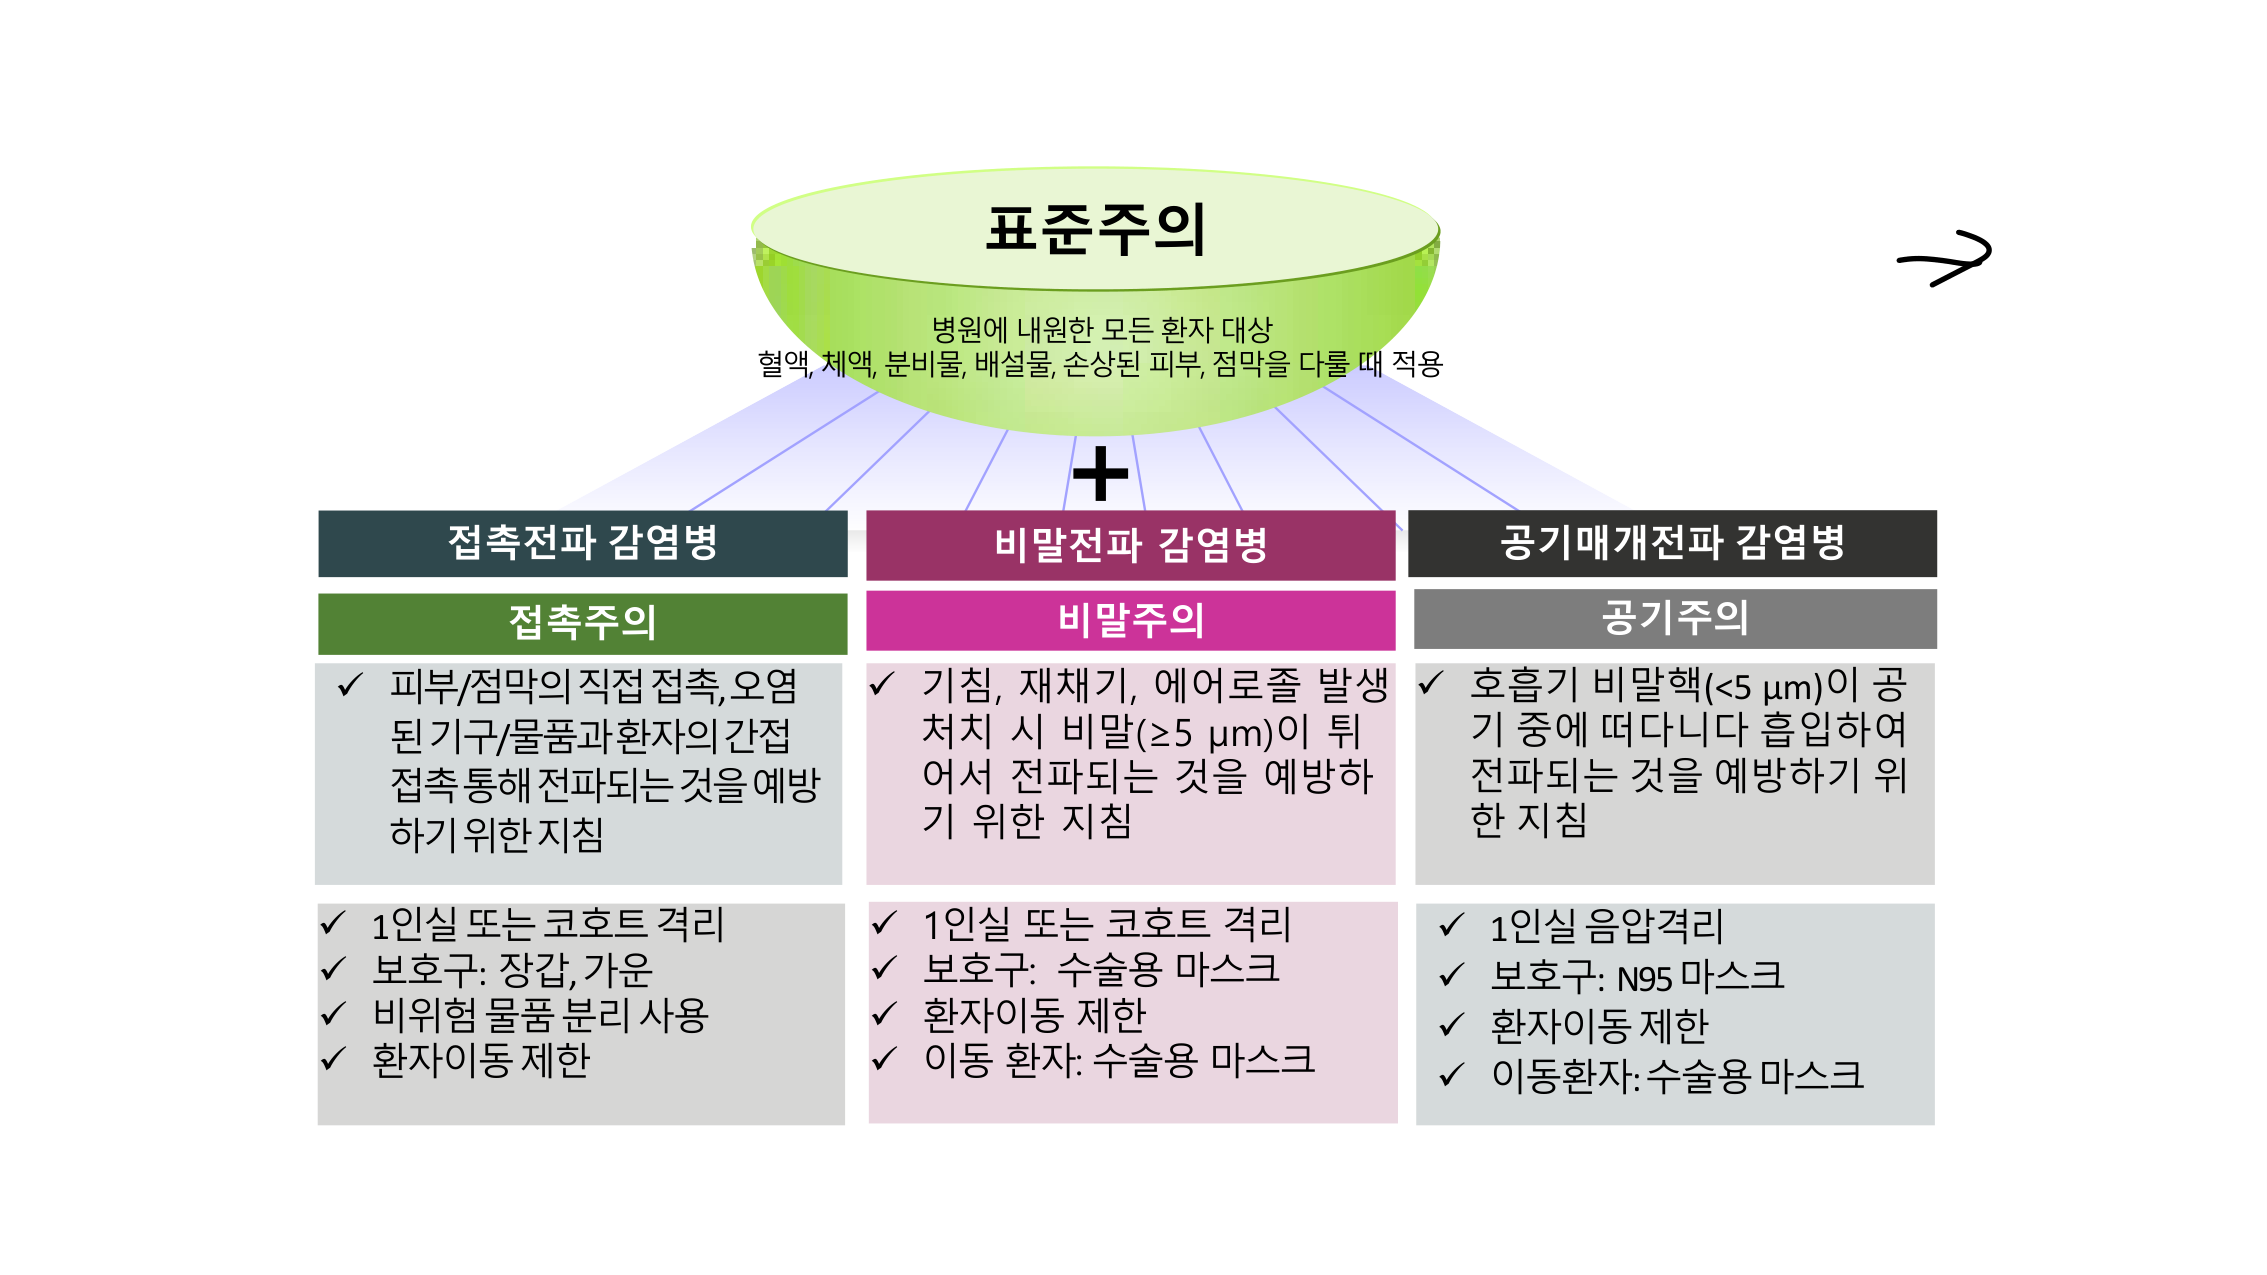 표준주의
병원에 내원한 모든 환자 대상
혈액, 체액, 분비물, 배설물, 손상된 피부, 점막을 다룰 때 적용
+
접촉전파 감염병
접촉주의
✓ 피부/점막의 직접 접촉, 오염
된 기구/물품과 환자의 간접
접촉 통해 전파되는 것을 예방
하기 위한 지침
✓ 1인실 또는 코호트 격리
✓ 보호구: 장갑, 가운
✓ 비위험 물품 분리 사용
✓ 환자이동 제한
비말전파 감염병
비말주의
✓ 기침, 재채기, 에어로졸 발생
처치 시 비말(≥5 μm)이 튀
어서 전파되는 것을 예방하
기 위한 지침
✓ 1인실 또는 코호트 격리
✓ 보호구: 수술용 마스크
✓ 환자이동 제한
✓ 이동 환자: 수술용 마스크
공기매개전파 감염병
공기주의
✓ 호흡기 비말핵(<5 μm)이 공
기 중에 떠다니다 흡입하여
전파되는 것을 예방하기 위
한 지침
✓ 1인실 음압격리
✓ 보호구: N95 마스크
✓ 환자이동 제한
✓ 이동환자: 수술용 마스크